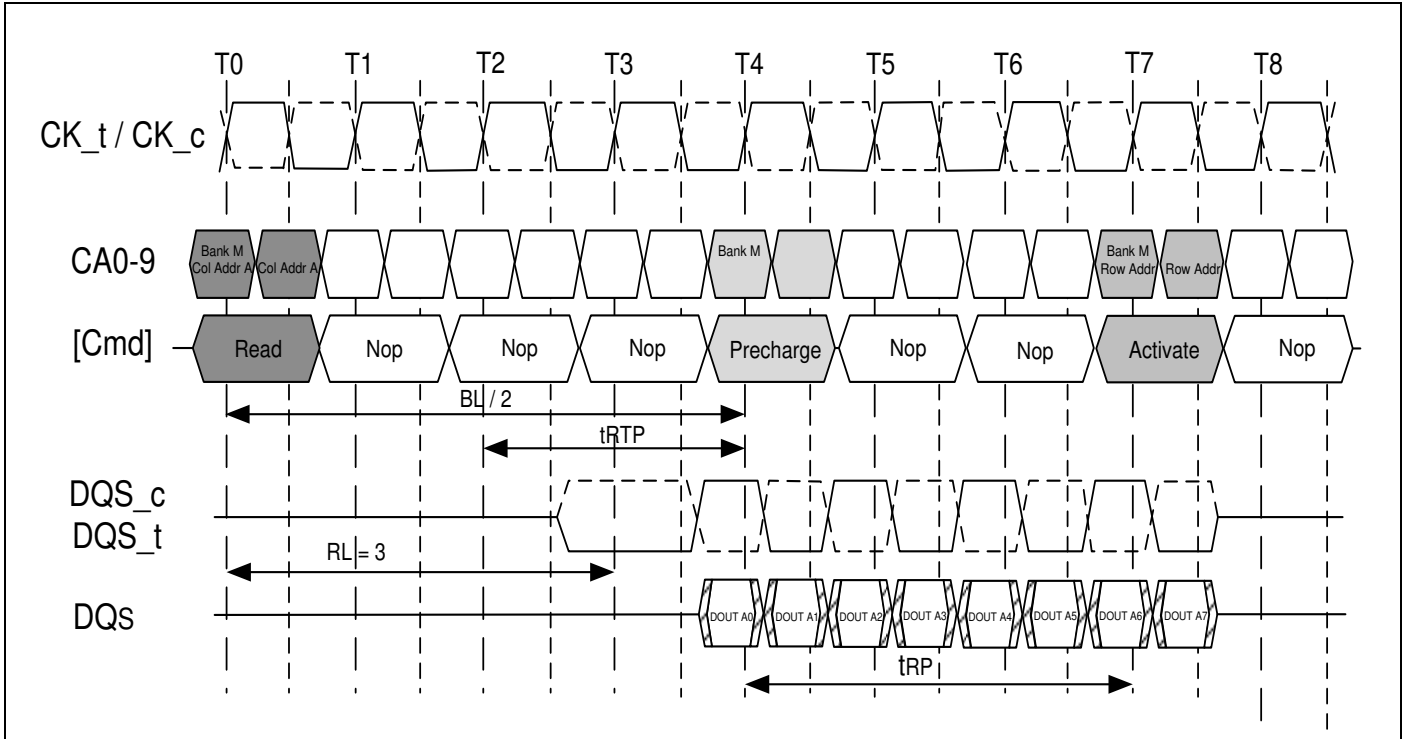 T0 T1 T2 T3 T4 T5 T6 T7 T8
CK_t / CK_c
CA0-9
Bank M
Col Addr A
Col Addr A
Bank M
Bank M
Row Addr
Row Addr
[Cmd]
Read Nop Nop Nop Precharge Nop Nop Activate Nop
BL / 2
tRTP
DQS_c
DQS_t
RL = 3
DQs
DOUT A0 DOUT A1 DOUT A2 DOUT A3 DOUT A4 DOUT A5 DOUT A6 DOUT A7
tRP